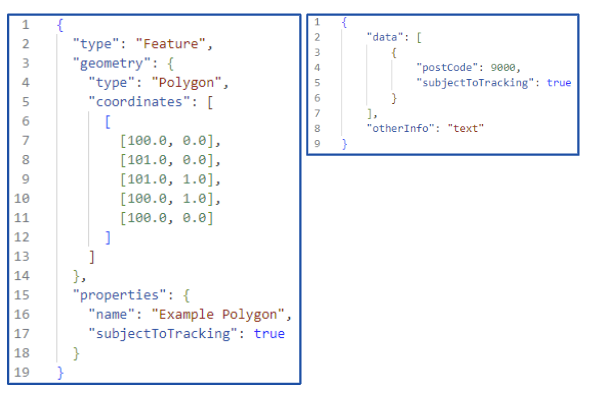 1 {
2 "type": "Feature",
3 "geometry": {
4 "type": "Polygon",
5 "coordinates": [
6 [
7 [100.0, 0.0],
8 [101.0, 0.0],
9 [101.0, 1.0],
10 [100.0, 1.0],
11 [100.0, 0.0]
12 ]
13 ]
14 },
15 "properties": {
16 "name": "Example Polygon",
17 "subjectToTracking": true
18 }
19 }
1 {
2 "data": [
3 {
4 "postCode": 9000,
5 "subjectToTracking": true
6 }
7 ],
8 "otherInfo": "text"
9 }